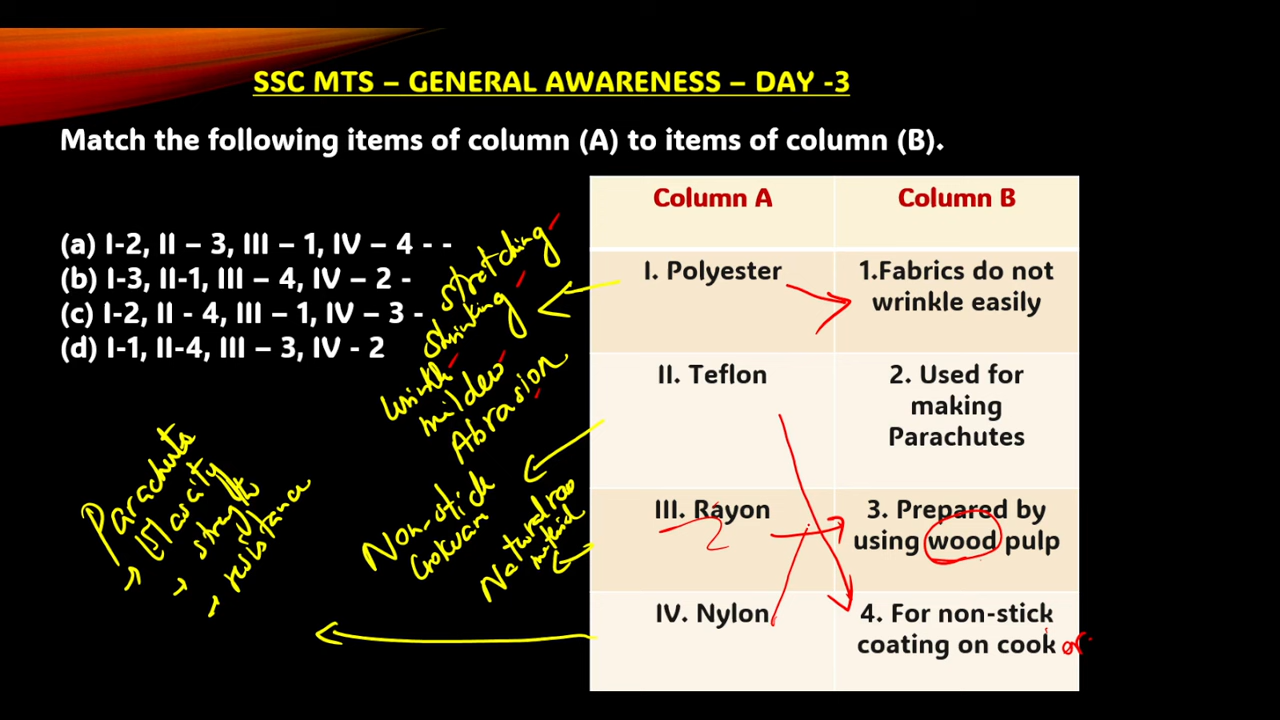 SSC MTS – GENERAL AWARENESS – DAY -3
Match the following items of column (A) to items of column (B).
(a) I-2, II – 3, III – 1, IV – 4 - -
(b) I-3, II-1, III – 4, IV – 2 -
(c) I-2, II - 4, III – 1, IV – 3 -
(d) I-1, II-4, III – 3, IV - 2
Column A
Column B
I. Polyester
1.Fabrics do not
wrinkle easily
II. Teflon
2. Used for
making
Parachutes
III. Rayon
3. Prepared by
using wood pulp
IV. Nylon
4. For non-stick
coating on cook
or
2
stretching
shrinking
wrinkle
mildew
Abrasion
Non-stick
Natural raw
material
Parachutes
strength
resistance